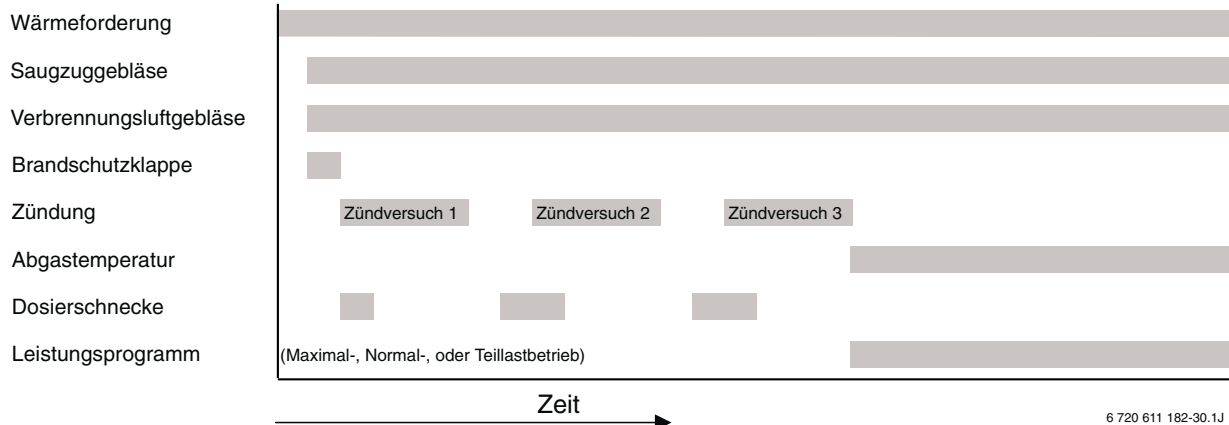 Wärmeforderung
Saugzuggebläse
Verbrennungsluftgebläse
Brandschutzklappe
Zündung
Zündversuch 1
Zündversuch 2
Zündversuch 3
Abgastemperatur
Dosierschnecke
Leistungsprogramm
(Maximal-, Normal-, oder Teillastbetrieb)
Zeit
6 720 611 182-30.1J